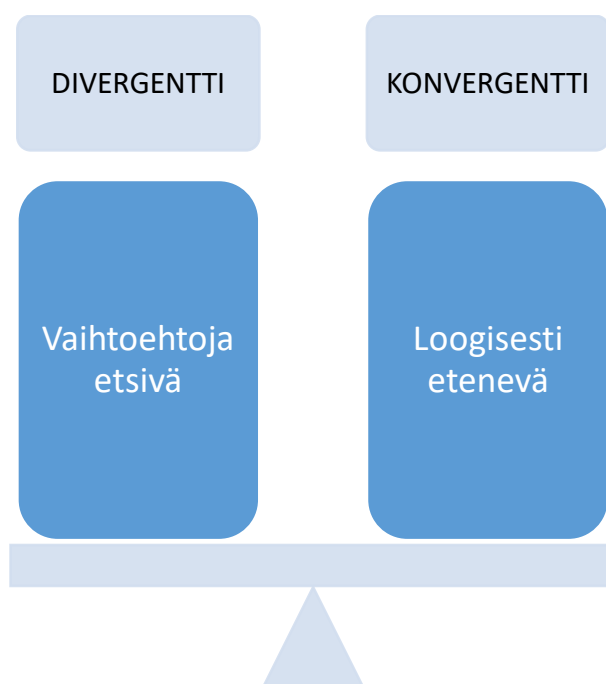 DIVERGENTTI
KONVERGENTTI
Vaihtoehtoja
etsivä
Loogisesti
etenevä